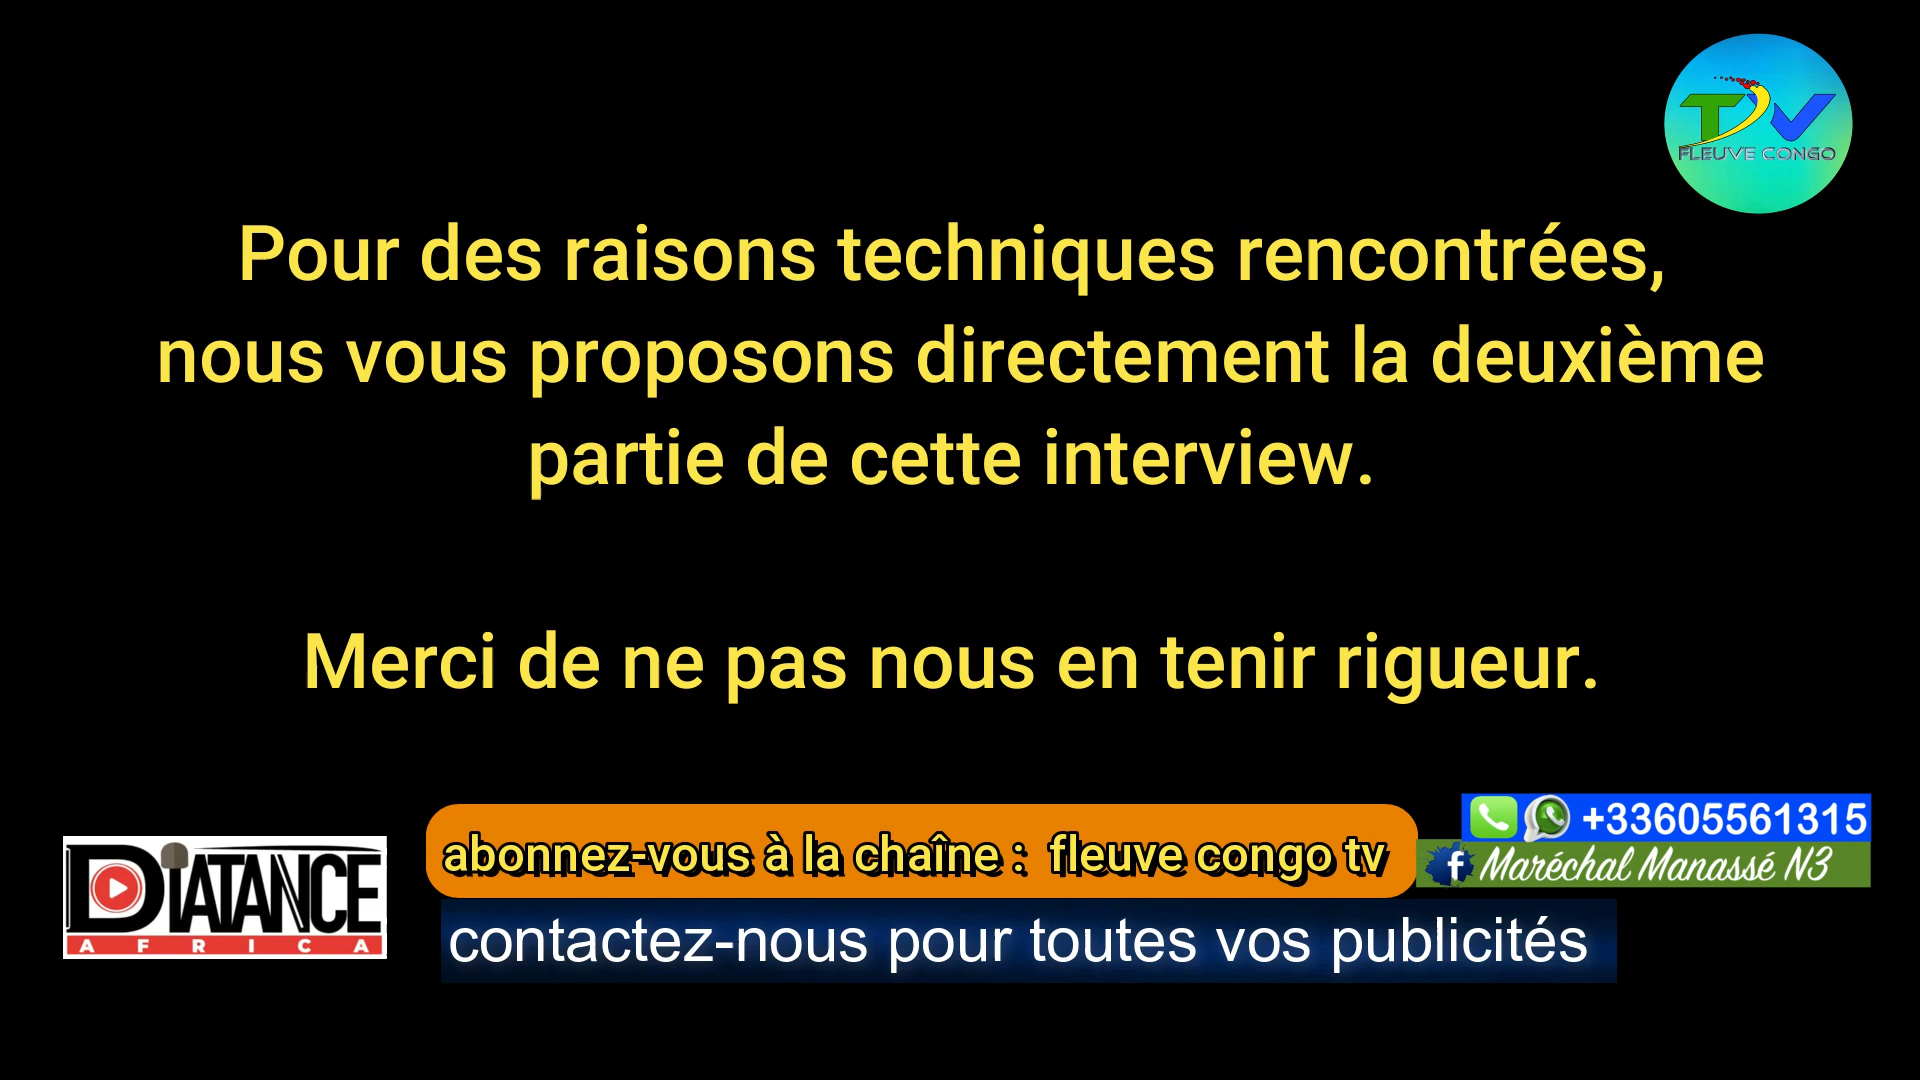 TV
FLEUVE CONGO
Pour des raisons techniques rencontrées,
nous vous proposons directement la deuxième
partie de cette interview.
Merci de ne pas nous en tenir rigueur.
+33605561315
abonnez-vous à la chaîne : fleuve congo tv
Maréchal Manassé N3
DIATANCE
AFRICA
contactez-nous pour toutes vos publicités